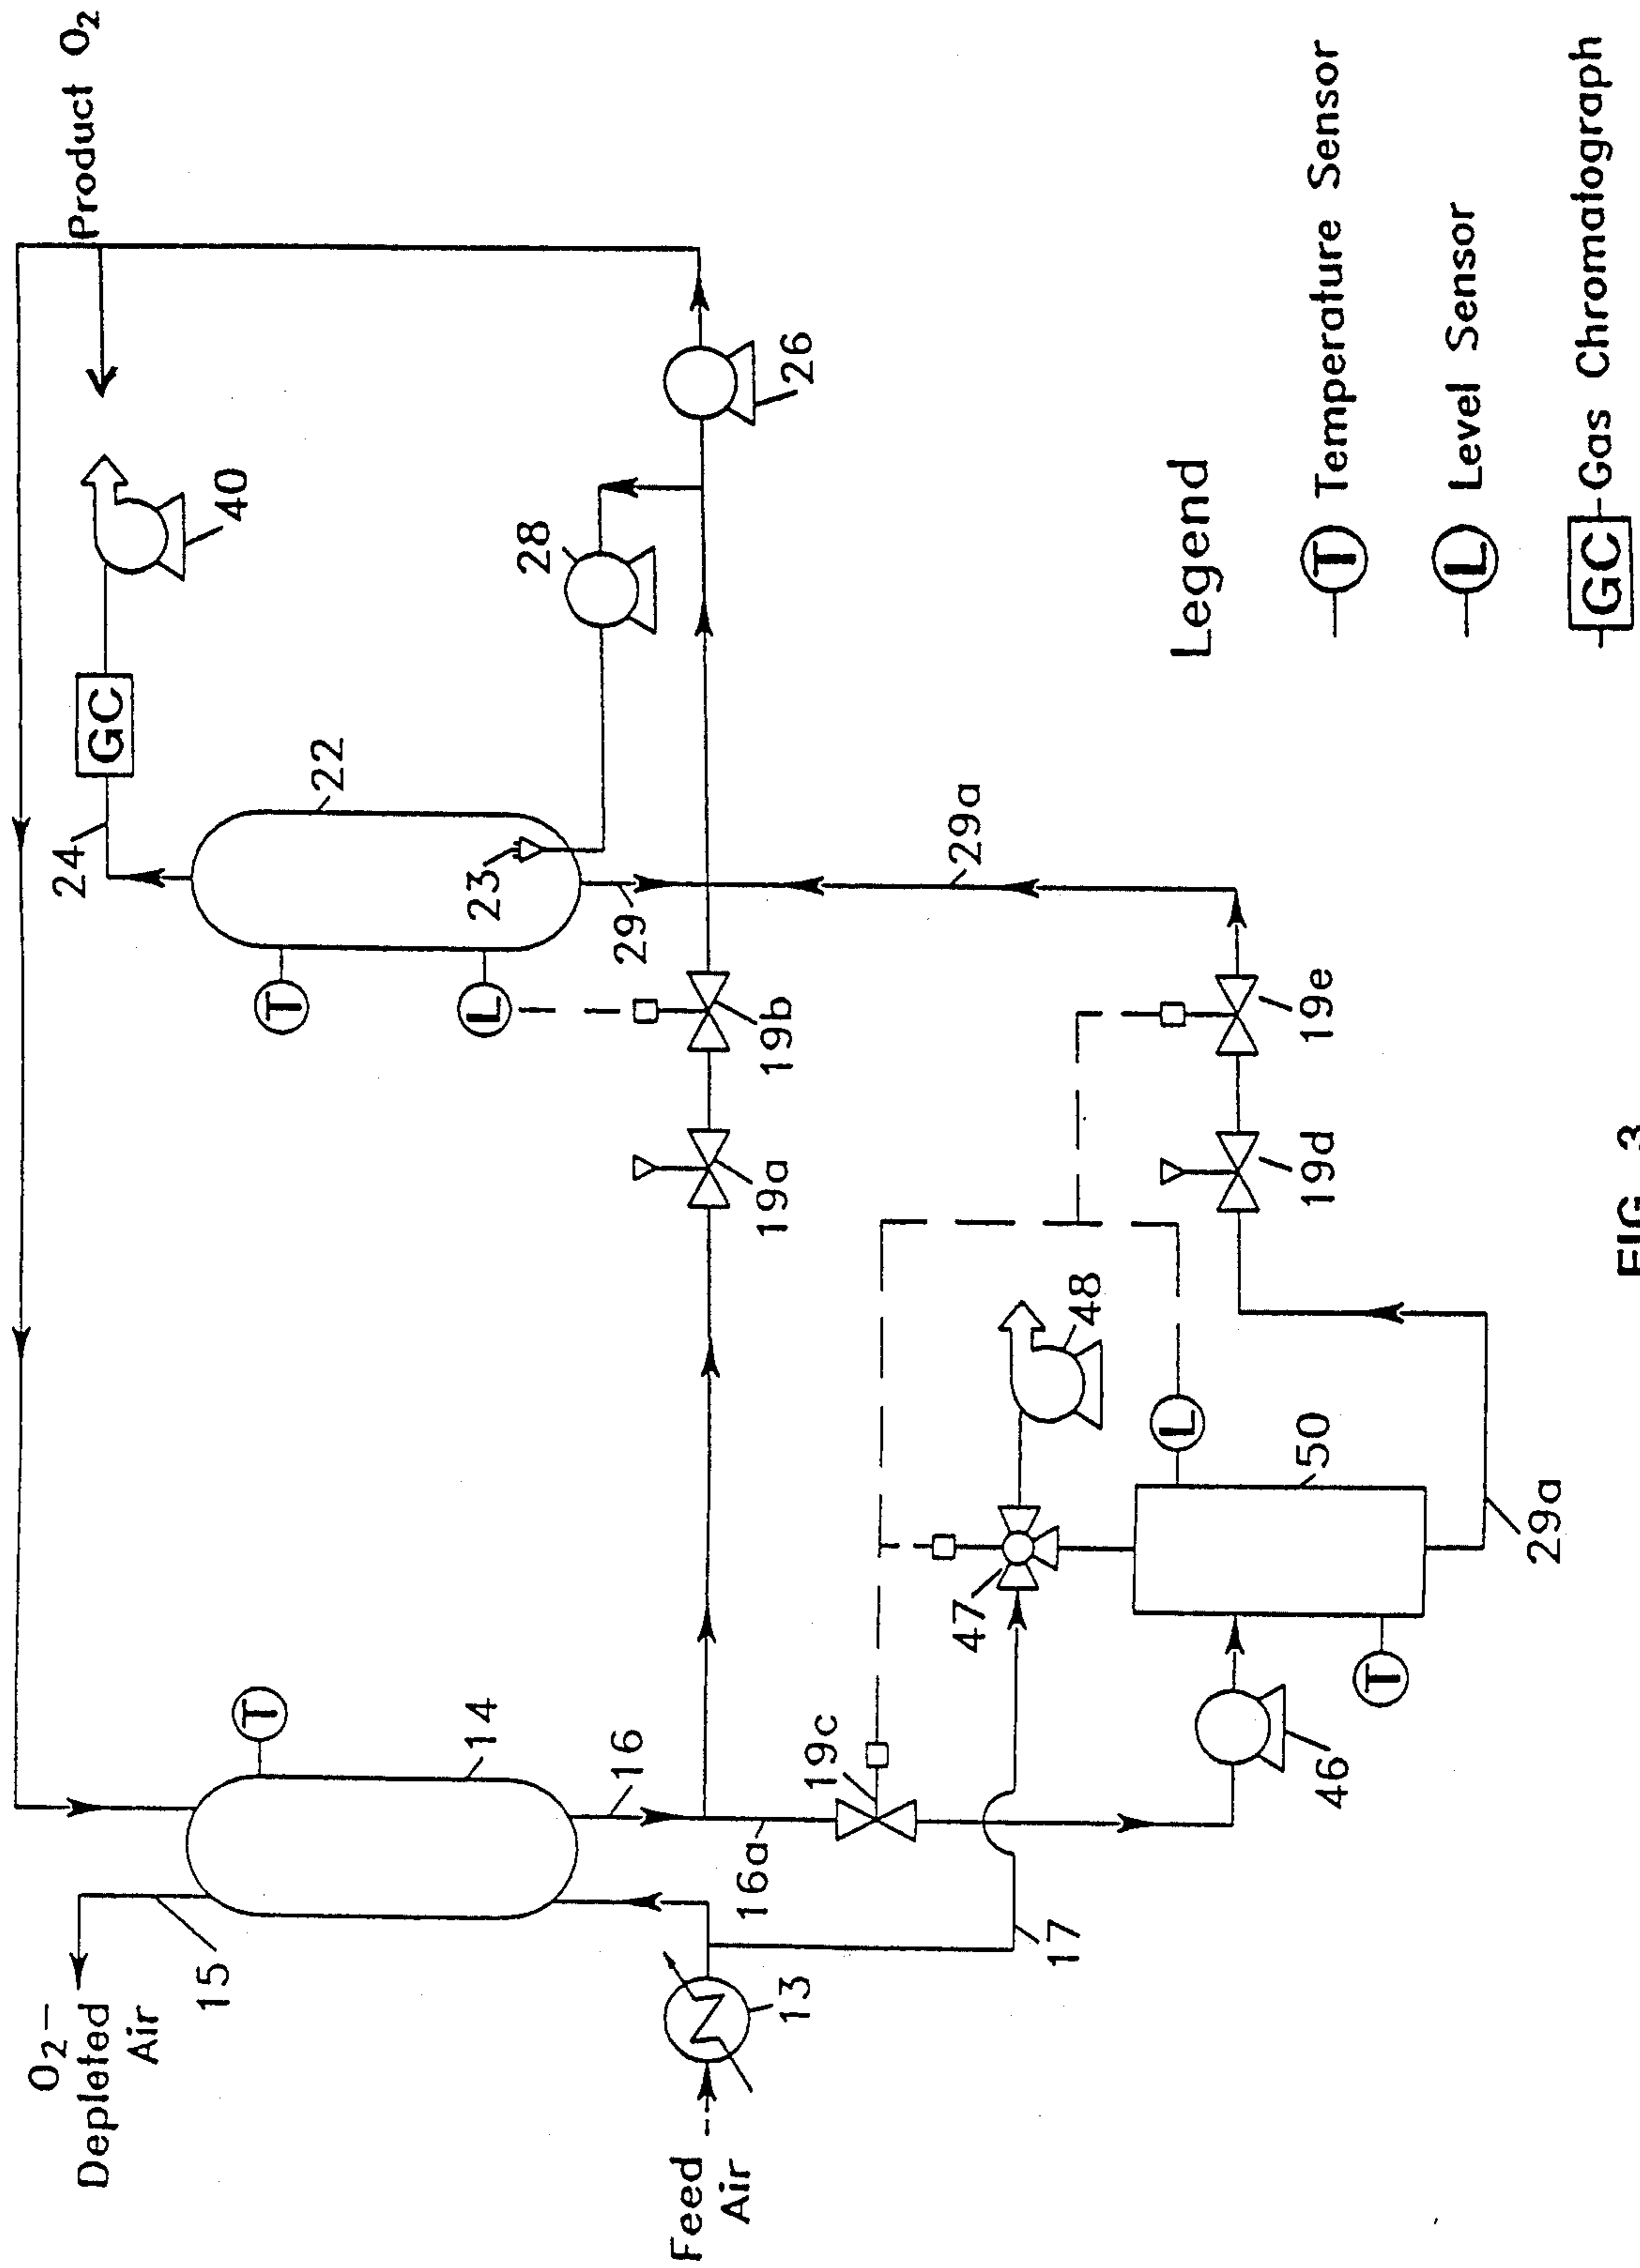 O₂–
Depleted
Air
15
24
GC
Product O₂
40
T
14
T
22
L
23
28
16
29
Feed
Air
13
16a
19a
19b
26
19c
17
47
48
29a
L
46
T
50
19d
19e
29a
Legend
T Temperature Sensor
L Level Sensor
GC Gas Chromatograph
FIG. 3